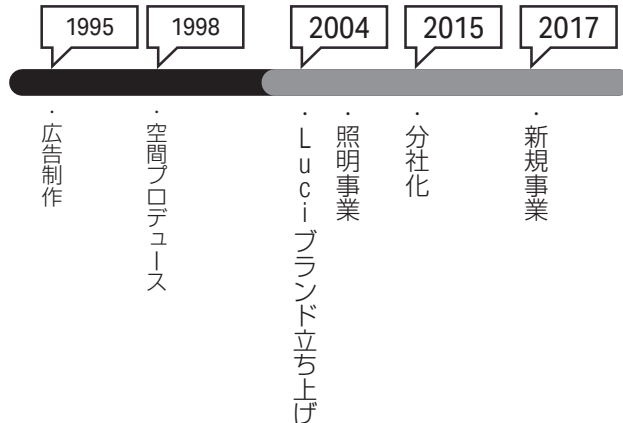 1995
1998
2004
2015
2017
・広告制作
・空間プロデュース
・Luciブランド立ち上げ
・照明事業
・分社化
・新規事業